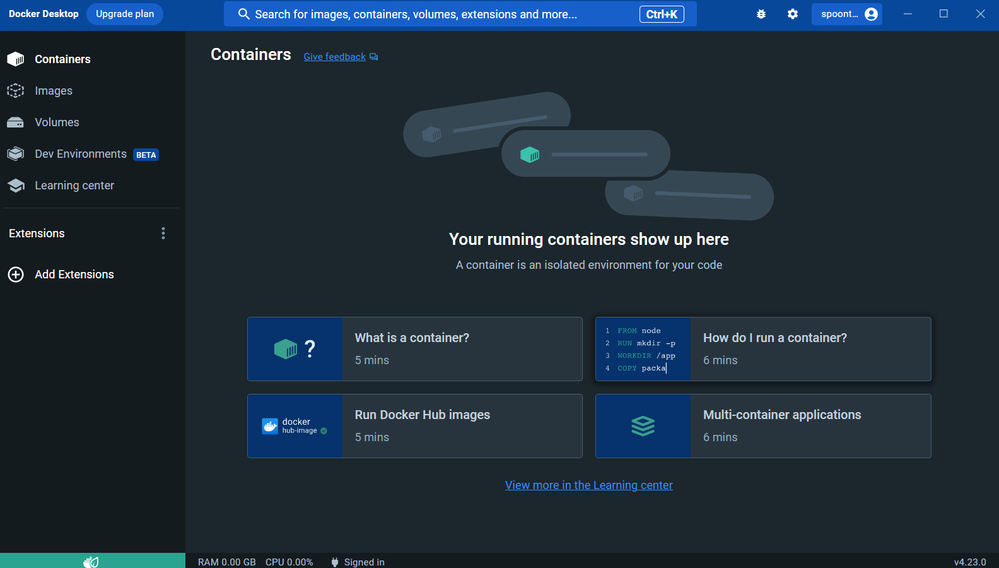 Docker Desktop
Upgrade plan
Search for images, containers, volumes, extensions and more...
Ctrl+K
spoont...
Containers
Images
Volumes
Dev Environments BETA
Learning center
Extensions
Add Extensions
Containers
Give feedback
Your running containers show up here
A container is an isolated environment for your code
?
What is a container?
5 mins
1 FROM node
2 RUN mkdir -p
3 WORKDIR /app
4 COPY packa
How do I run a container?
6 mins
docker
hub-image
Run Docker Hub images
5 mins
Multi-container applications
6 mins
View more in the Learning center
RAM 0.00 GB CPU 0.00% Signed in
v4.23.0